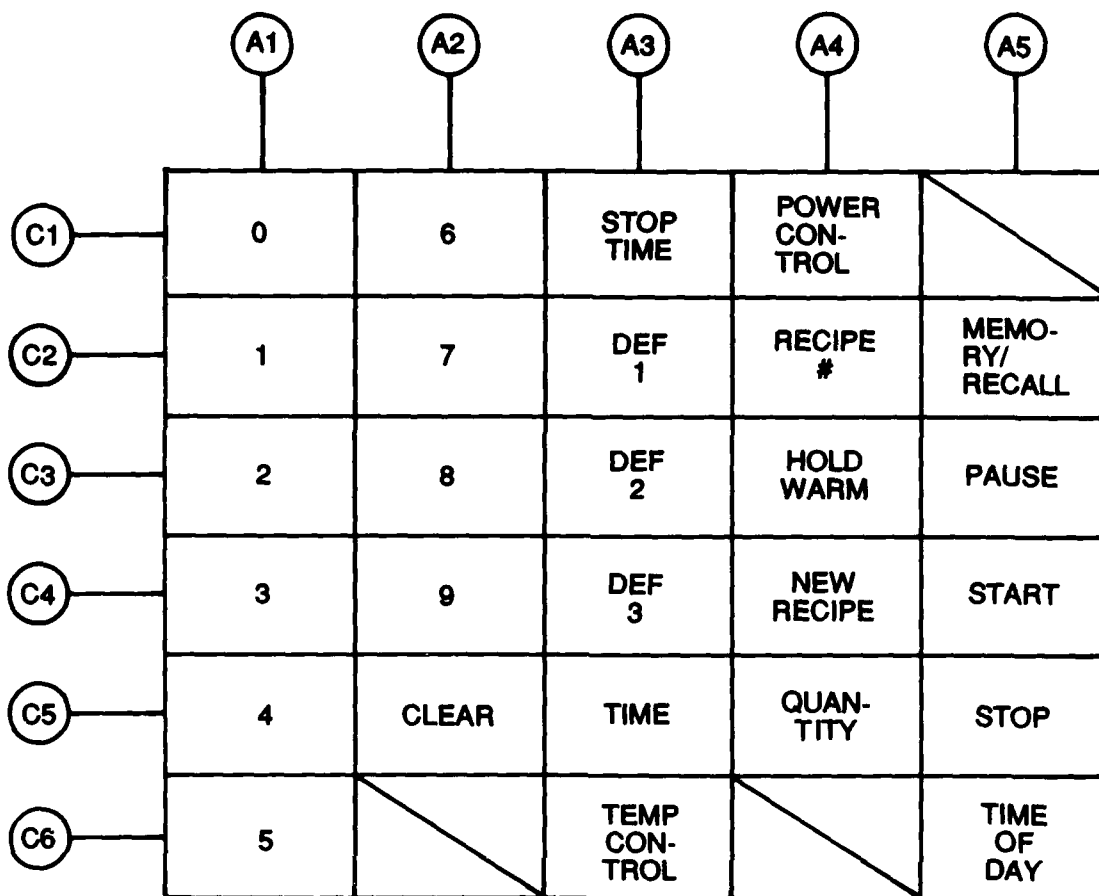 A1 A2 A3 A4 A5
C1 0 6 STOP TIME POWER CON- TROL
C2 1 7 DEF 1 RECIPE # MEMO- RY/ RECALL
C3 2 8 DEF 2 HOLD WARM PAUSE
C4 3 9 DEF 3 NEW RECIPE START
C5 4 CLEAR TIME QUAN- TITY STOP
C6 5 TEMP CON- TROL TIME OF DAY